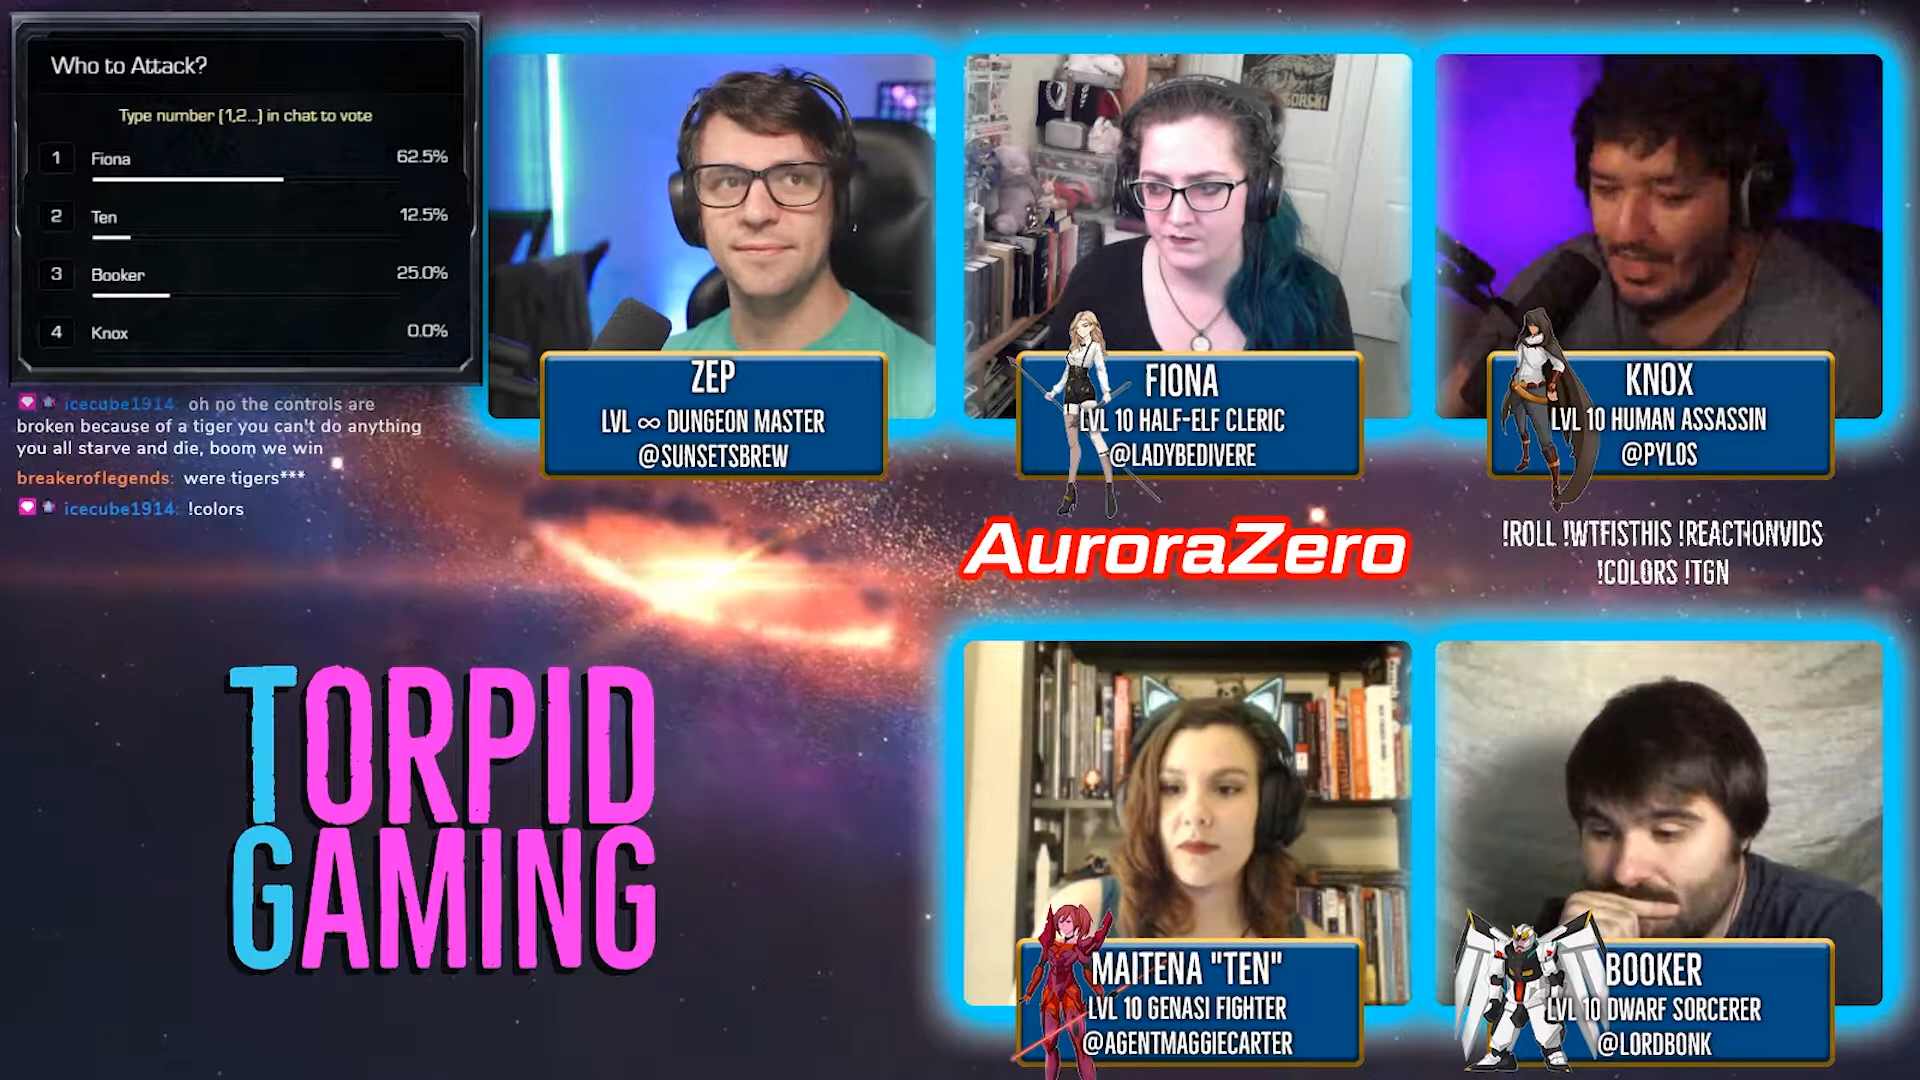 Who to Attack?
Type number (1,2...) in chat to vote
1 Fiona 62.5%
2 Ten 12.5%
3 Booker 25.0%
4 Knox 0.0%
icecube1914: oh no the controls are
broken because of a tiger you can't do anything
you all starve and die, boom we win
breakeroflegends: were tigers***
icecube1914: !colors
ZEP
LVL ∞ DUNGEON MASTER
@SUNSETSBREW
FIONA
LVL 10 HALF-ELF CLERIC
@LADYBEDIVERE
KNOX
LVL 10 HUMAN ASSASSIN
@PYLOS
AuroraZero
!ROLL !WTFISTHIS !REACTIONVIDS
!COLORS !TGN
TORPID
GAMING
MAITENA "TEN"
LVL 10 GENASI FIGHTER
@AGENTMAGGIECARTER
BOOKER
LVL 10 DWARF SORCERER
@LORDBONK